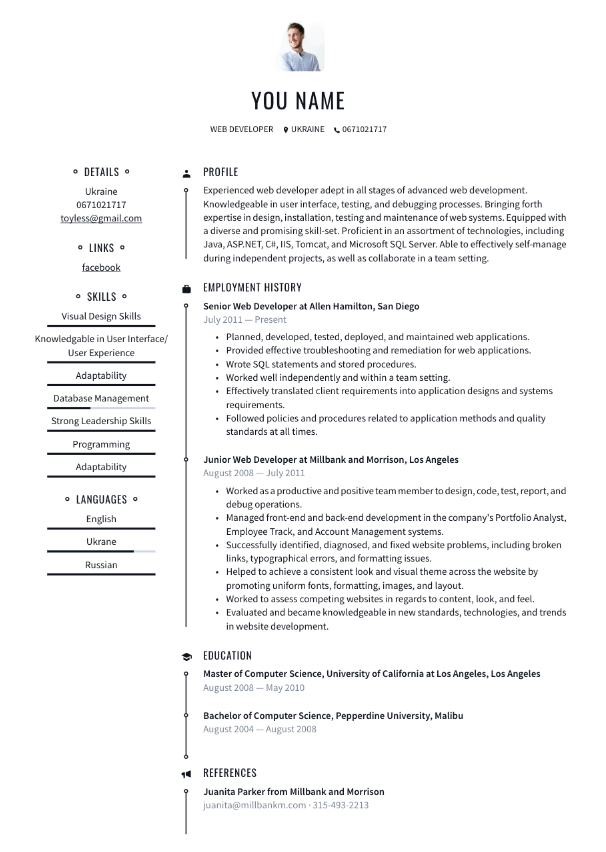 YOU NAME
WEB DEVELOPER UKRAINE 0671021717
DETAILS
Ukraine
0671021717
toyless@gmail.com
LINKS
facebook
SKILLS
Visual Design Skills
Knowledgable in User Interface/
User Experience
Adaptability
Database Management
Strong Leadership Skills
Programming
Adaptability
LANGUAGES
English
Ukrane
Russian
PROFILE
Experienced web developer adept in all stages of advanced web development.
Knowledgeable in user interface, testing, and debugging processes. Bringing forth
expertise in design, installation, testing and maintenance of web systems. Equipped with
a diverse and promising skill-set. Proficient in an assortment of technologies, including
Java, ASP.NET, C#, IIS, Tomcat, and Microsoft SQL Server. Able to effectively self-manage
during independent projects, as well as collaborate in a team setting.
EMPLOYMENT HISTORY
Senior Web Developer at Allen Hamilton, San Diego
July 2011 — Present
• Planned, developed, tested, deployed, and maintained web applications.
• Provided effective troubleshooting and remediation for web applications.
• Wrote SQL statements and stored procedures.
• Worked well independently and within a team setting.
• Effectively translated client requirements into application designs and systems
requirements.
• Followed policies and procedures related to application methods and quality
standards at all times.
Junior Web Developer at Millbank and Morrison, Los Angeles
August 2008 — July 2011
• Worked as a productive and positive team member to design, code, test, report, and
debug operations.
• Managed front-end and back-end development in the company's Portfolio Analyst,
Employee Track, and Account Management systems.
• Successfully identified, diagnosed, and fixed website problems, including broken
links, typographical errors, and formatting issues.
• Helped to achieve a consistent look and visual theme across the website by
promoting uniform fonts, formatting, images, and layout.
• Worked to assess competing websites in regards to content, look, and feel.
• Evaluated and became knowledgeable in new standards, technologies, and trends
in website development.
EDUCATION
Master of Computer Science, University of California at Los Angeles, Los Angeles
August 2008 — May 2010
Bachelor of Computer Science, Pepperdine University, Malibu
August 2004 — August 2008
REFERENCES
Juanita Parker from Millbank and Morrison
juanita@millbankm.com · 315-493-2213